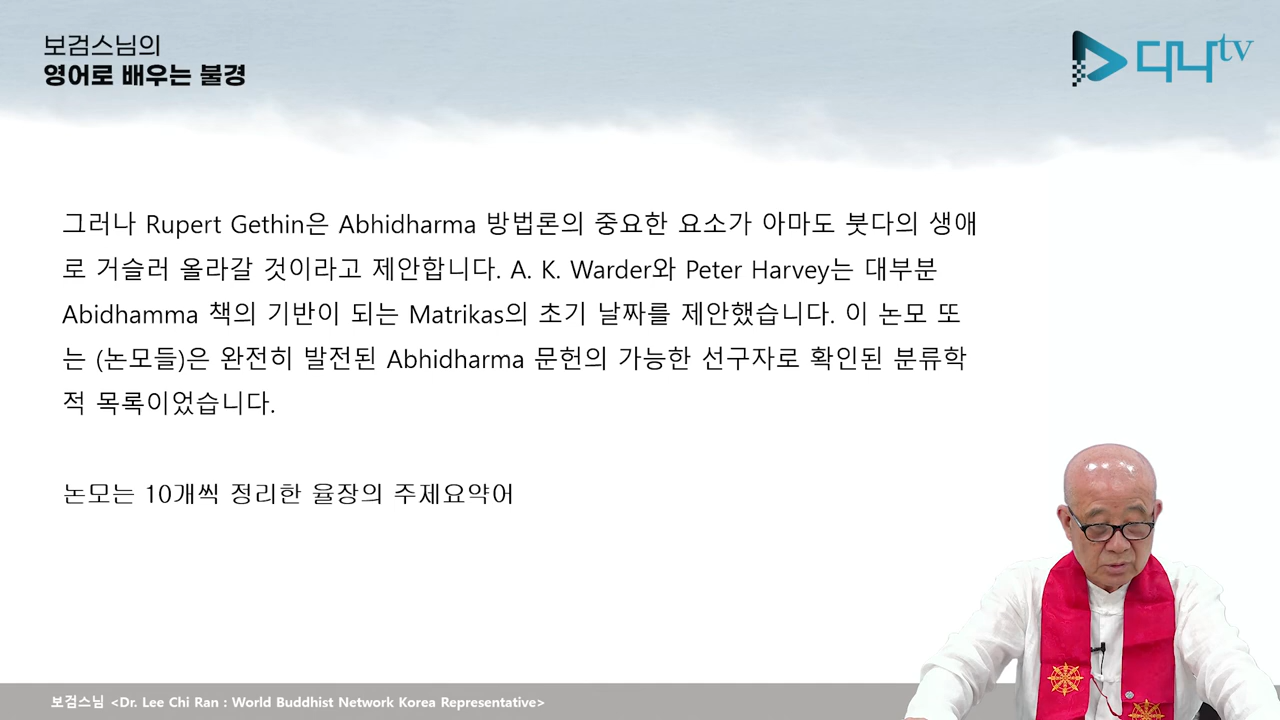 보검스님의
영어로 배우는 불경
디나tv
그러나 Rupert Gethin은 Abhidharma 방법론의 중요한 요소가 아마도 붓다의 생애
로 거슬러 올라갈 것이라고 제안합니다. A. K. Warder와 Peter Harvey는 대부분
Abidhamma 책의 기반이 되는 Matrikas의 초기 날짜를 제안했습니다. 이 논모 또
는 (논모들)은 완전히 발전된 Abhidharma 문헌의 가능한 선구자로 확인된 분류학
적 목록이었습니다.
논모는 10개씩 정리한 율장의 주제요약어
보검스님 <Dr. Lee Chi Ran : World Buddhist Network Korea Representative>